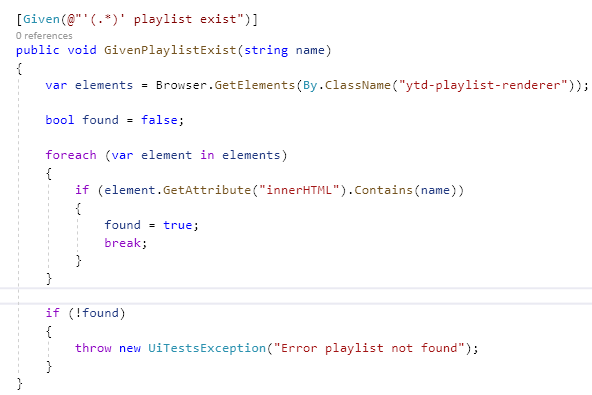 [Given(@"'(.*)' playlist exist")]
0 references
public void GivenPlaylistExist(string name)
{
var elements = Browser.GetElements(By.ClassName("ytd-playlist-renderer"));
bool found = false;
foreach (var element in elements)
{
if (element.GetAttribute("innerHTML").Contains(name))
{
found = true;
break;
}
}
if (!found)
{
throw new UiTestsException("Error playlist not found");
}
}